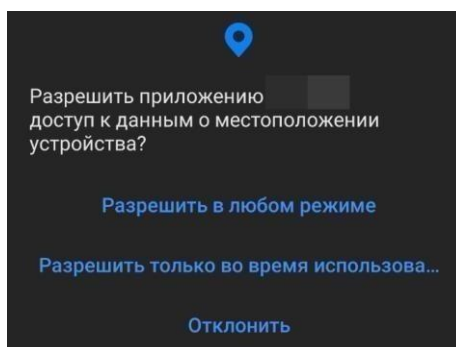 Разрешить приложению
доступ к данным о местоположении
устройства?
Разрешить в любом режиме
Разрешить только во время использова...
Отклонить